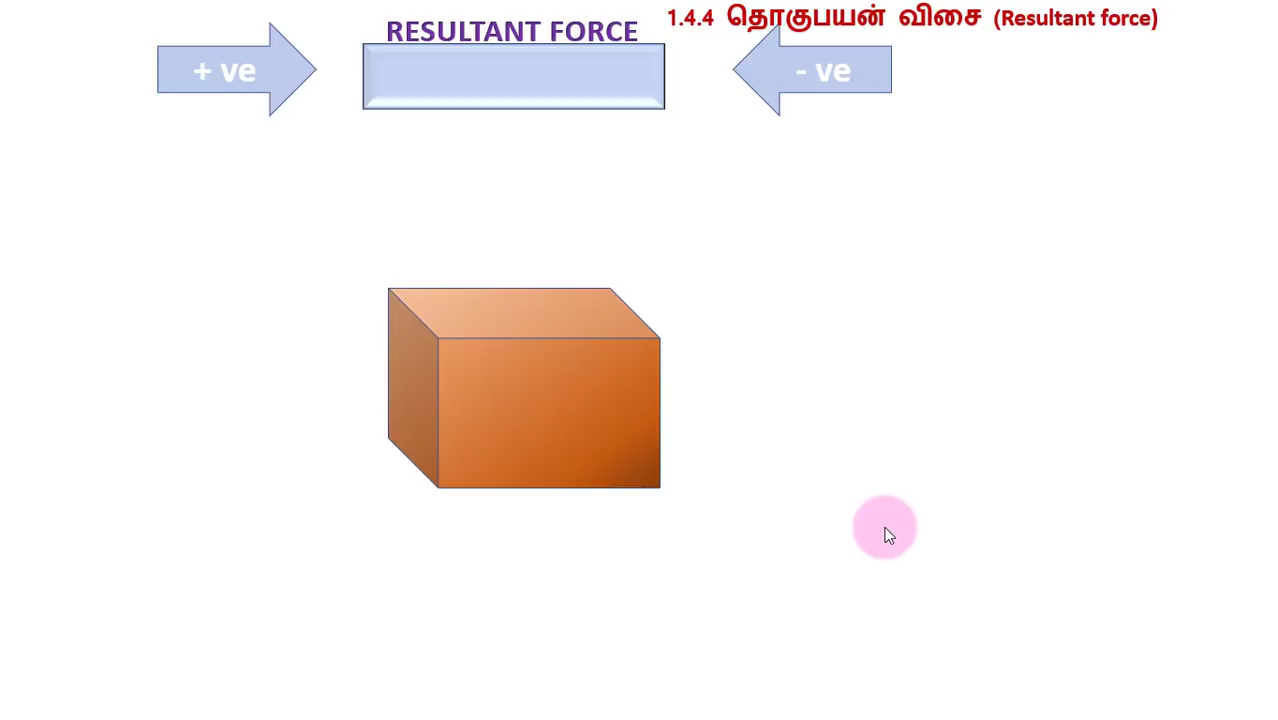 1.4.4 தொகுபயன் விசை (Resultant force)
RESULTANT FORCE
+ ve
- ve